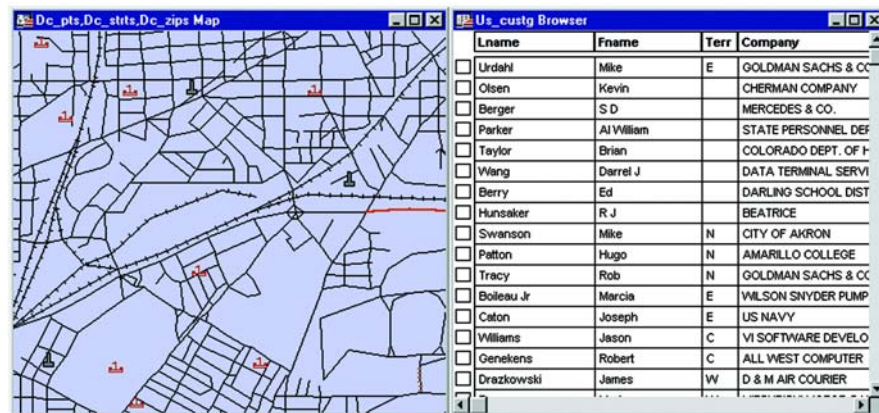 Dc_pts,Dc_strts,Dc_zips Map
Us_custg Browser
Lname Fname Terr Company
Urdahl Mike E GOLDMAN SACHS & CO
Olsen Kevin CHERMAN COMPANY
Berger S D MERCEDES & CO.
Parker Al William STATE PERSONNEL DEP
Taylor Brian COLORADO DEPT. OF H
Wang Darrel J DATA TERMINAL SERVI
Berry Ed DARLING SCHOOL DIST
Hunsaker R J BEATRICE
Swanson Mike N CITY OF AKRON
Patton Hugo N AMARILLO COLLEGE
Tracy Rob N GOLDMAN SACHS & CO
Boileau Jr Marcia E WILSON SNYDER PUMP
Caton Joseph E US NAVY
Williams Jason C VI SOFTWARE DEVELO
Genekens Robert C ALL WEST COMPUTER
Drazkowski James W D & M AIR COURIER